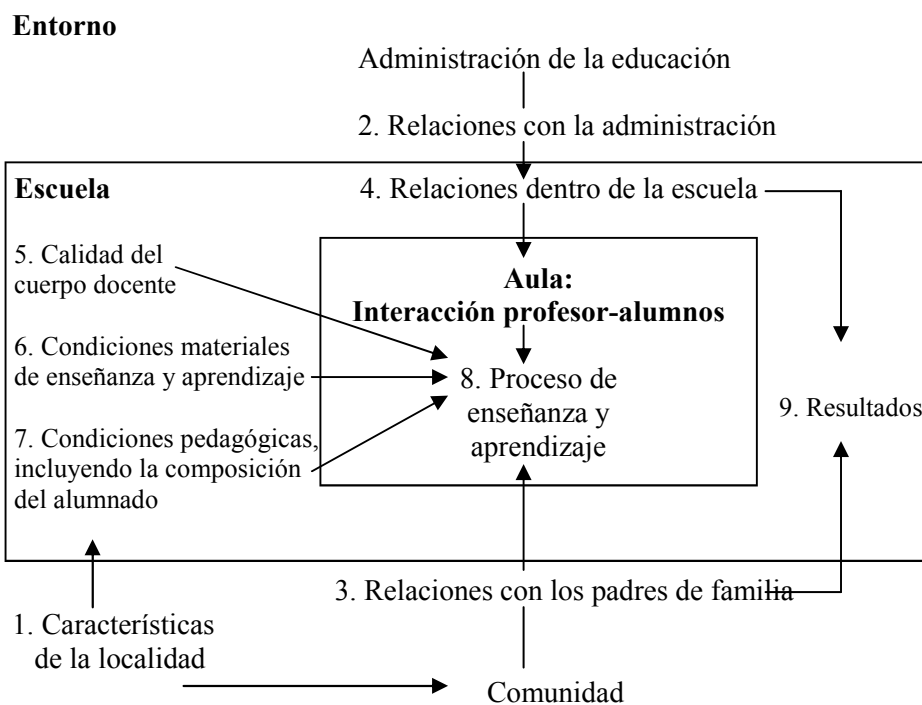 Entorno
Administración de la educación
2. Relaciones con la administración
Escuela
4. Relaciones dentro de la escuela
5. Calidad del
cuerpo docente
Aula:
Interacción profesor-alumnos
6. Condiciones materiales
de enseñanza y aprendizaje
8. Proceso de
enseñanza y
aprendizaje
9. Resultados
7. Condiciones pedagógicas,
incluyendo la composición
del alumnado
3. Relaciones con los padres de familia
1. Características
de la localidad
Comunidad